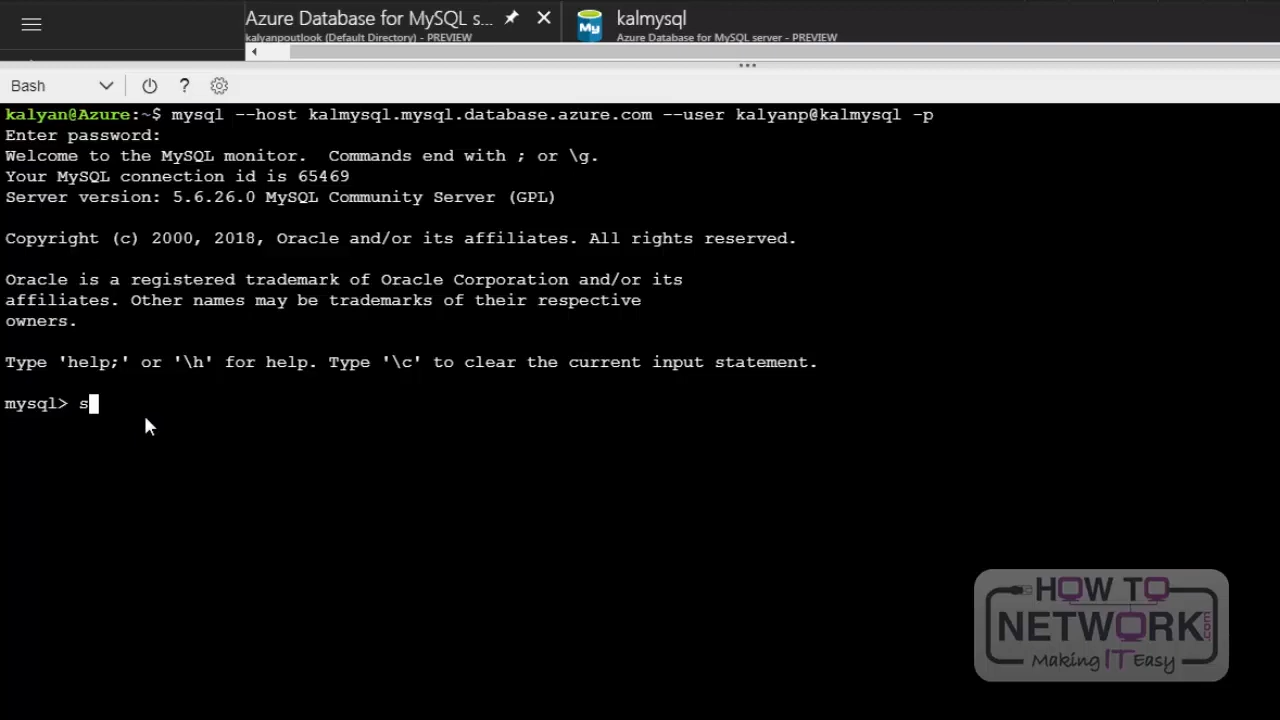 Azure Database for MySQL s...
kalyanpoutlook (Default Directory) - PREVIEW
kalmysql
Azure Database for MySQL server - PREVIEW
My
Bash
?
kalyan@Azure:~$ mysql --host kalmysql.mysql.database.azure.com --user kalyanp@kalmysql -p
Enter password:
Welcome to the MySQL monitor.  Commands end with ; or \g.
Your MySQL connection id is 65469
Server version: 5.6.26.0 MySQL Community Server (GPL)
Copyright (c) 2000, 2018, Oracle and/or its affiliates. All rights reserved.
Oracle is a registered trademark of Oracle Corporation and/or its
affiliates. Other names may be trademarks of their respective
owners.
Type 'help;' or '\h' for help. Type '\c' to clear the current input statement.
mysql> s
HOW TO
NETWORK.com
Making IT Easy